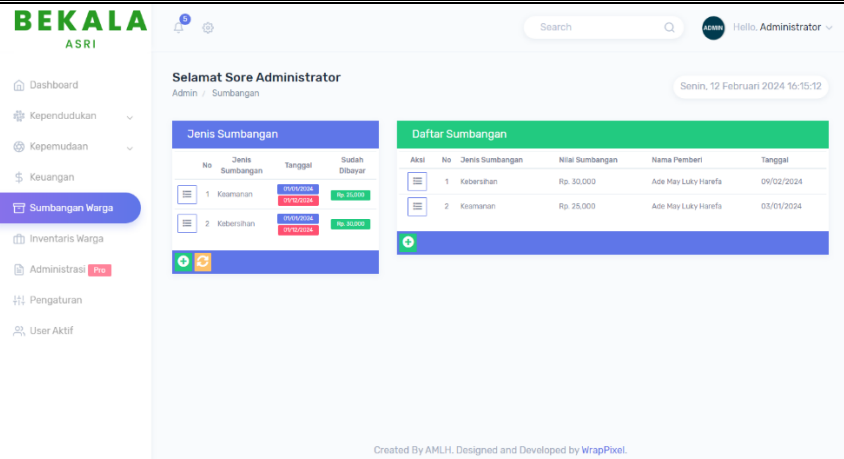 BEKALA
ASRI
5
Search
ADMIN
Hello, Administrator
Dashboard
Kependudukan
Kepemudaan
Keuangan
Sumbangan Warga
Inventaris Warga
Administrasi Pro
Pengaturan
User Aktif
Selamat Sore Administrator
Admin / Sumbangan
Senin, 12 Februari 2024 16:15:12
Jenis Sumbangan
No Jenis Sumbangan Tanggal Sudah Dibayar
1 Keamanan 01/01/2024 01/12/2024 Rp. 25,000
2 Kebersihan 01/01/2024 01/12/2024 Rp. 30,000
Daftar Sumbangan
Aksi No Jenis Sumbangan Nilai Sumbangan Nama Pemberi Tanggal
1 Kebersihan Rp. 30,000 Ade May Luky Harefa 09/02/2024
2 Keamanan Rp. 25,000 Ade May Luky Harefa 03/01/2024
Created By AMLH. Designed and Developed by WrapPixel.